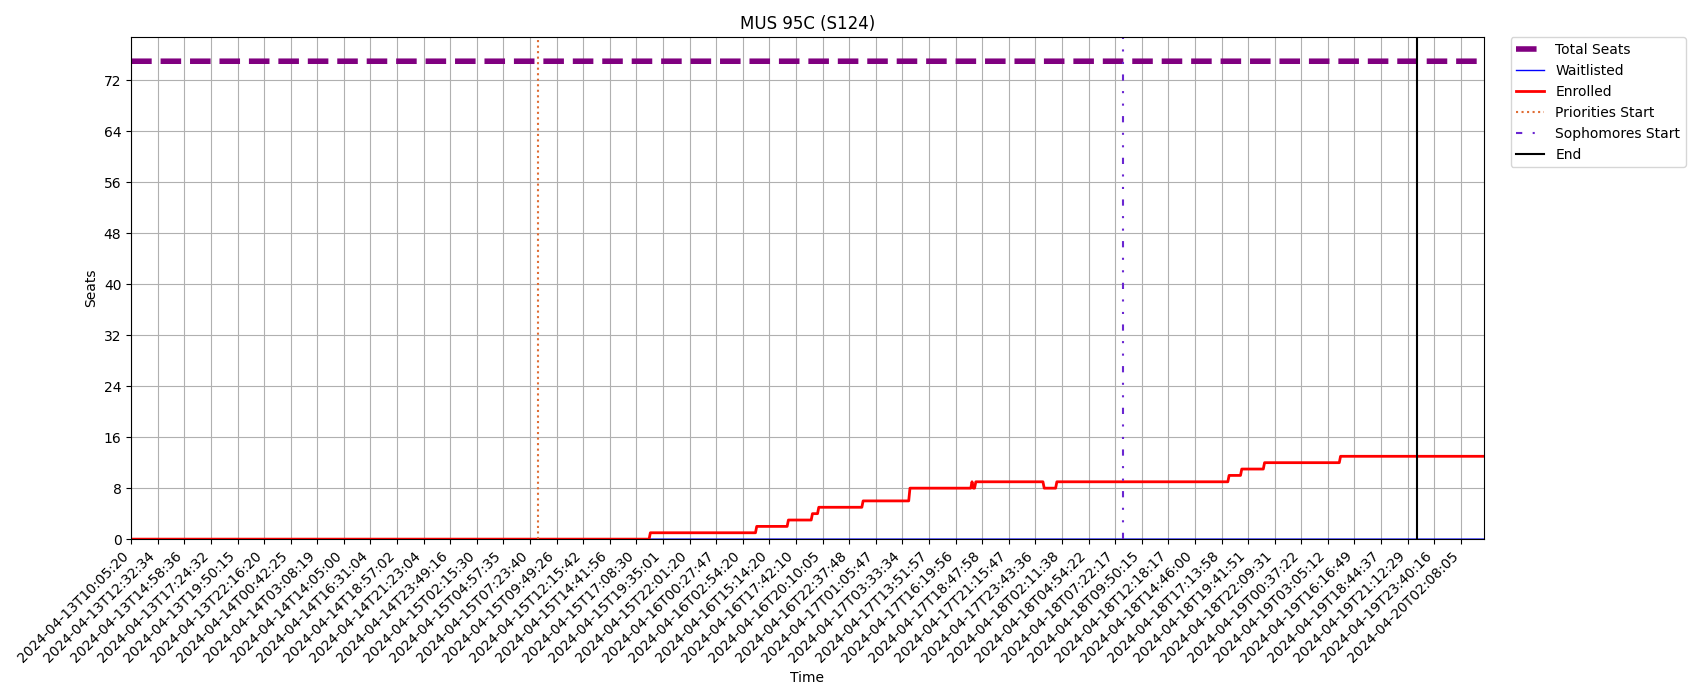 MUS 95C (S124)
Total Seats
Waitlisted
Enrolled
Priorities Start
Sophomores Start
End
Seats
72
64
56
48
40
32
24
16
8
0
2024-04-13T10:05:20
2024-04-13T12:32:34
2024-04-13T14:58:36
2024-04-13T17:24:32
2024-04-13T19:50:15
2024-04-13T22:16:20
2024-04-14T00:42:25
2024-04-14T03:08:19
2024-04-14T14:05:00
2024-04-14T16:31:04
2024-04-14T18:57:02
2024-04-14T21:23:04
2024-04-14T23:49:16
2024-04-15T02:15:30
2024-04-15T04:57:35
2024-04-15T07:23:40
2024-04-15T09:49:26
2024-04-15T12:15:42
2024-04-15T14:41:56
2024-04-15T17:08:30
2024-04-15T19:35:01
2024-04-15T22:01:20
2024-04-16T00:27:47
2024-04-16T02:54:20
2024-04-16T15:14:20
2024-04-16T17:42:10
2024-04-16T20:10:05
2024-04-16T22:37:48
2024-04-17T01:05:47
2024-04-17T03:33:34
2024-04-17T13:51:57
2024-04-17T16:19:56
2024-04-17T18:47:58
2024-04-17T21:15:47
2024-04-17T23:43:36
2024-04-18T02:11:38
2024-04-18T04:54:22
2024-04-18T07:22:17
2024-04-18T09:50:15
2024-04-18T12:18:17
2024-04-18T14:46:00
2024-04-18T17:13:58
2024-04-18T19:41:51
2024-04-18T22:09:31
2024-04-19T00:37:22
2024-04-19T03:05:12
2024-04-19T16:16:49
2024-04-19T18:44:37
2024-04-19T21:12:29
2024-04-19T23:40:16
2024-04-20T02:08:05
Time